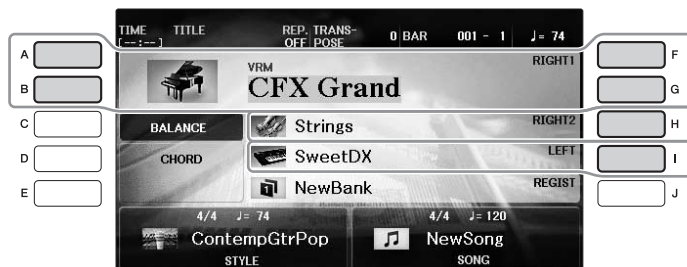 TIME TITLE REP. TRANS- 0 BAR 001 - 1 ♩= 74
[--:--] OFF POSE
A F
VRM RIGHT1
CFX Grand
B G
C BALANCE Strings RIGHT2 H
D CHORD SweetDX LEFT I
E NewBank REGIST J
4/4 ♩= 74 4/4 ♩= 120
ContempGtrPop NewSong
STYLE SONG